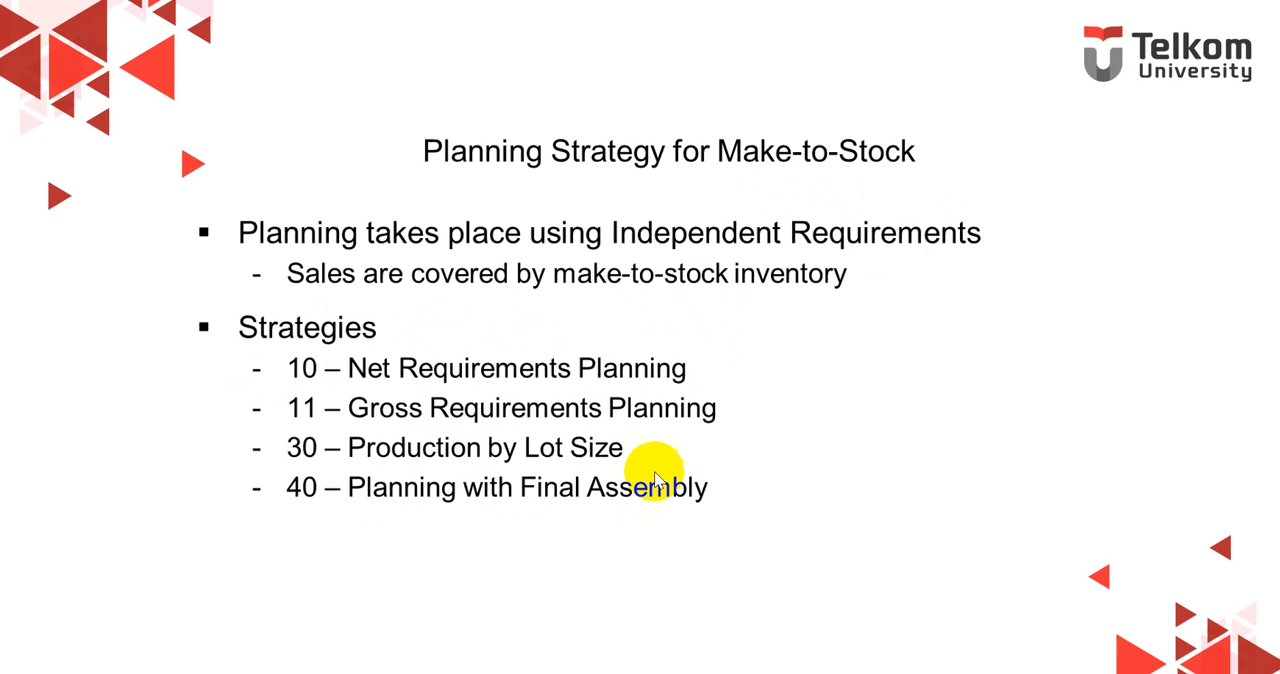 Telkom
University
Planning Strategy for Make-to-Stock
▪ Planning takes place using Independent Requirements
- Sales are covered by make-to-stock inventory
▪ Strategies
- 10 – Net Requirements Planning
- 11 – Gross Requirements Planning
- 30 – Production by Lot Size
- 40 – Planning with Final Assembly